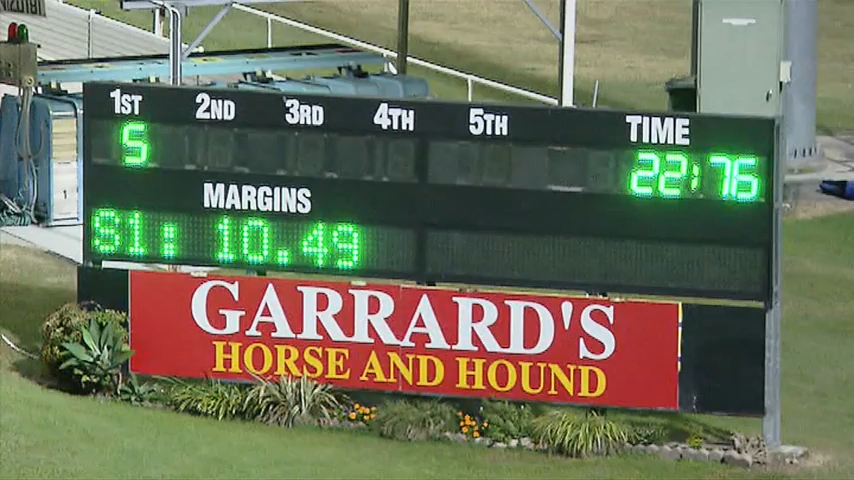 1ST 2ND 3RD 4TH 5TH TIME
5 22:76
MARGINS
S1: 10.49
GARRARD'S
HORSE AND HOUND